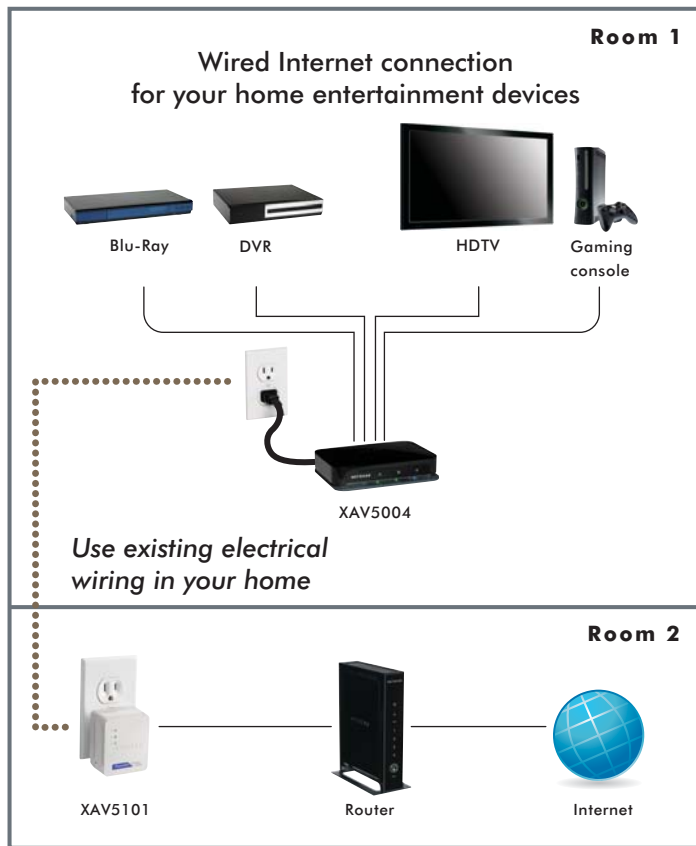 Room 1
Wired Internet connection
for your home entertainment devices
Blu-Ray
DVR
HDTV
Gaming
console
NETGEAR
XAV5004
Use existing electrical
wiring in your home
Room 2
XAV5101
Router
Internet